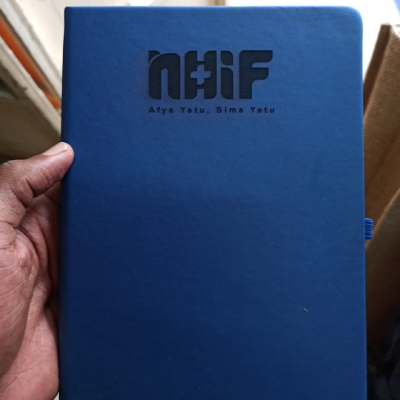 NHiF
Afya Yetu, Bima Yetu